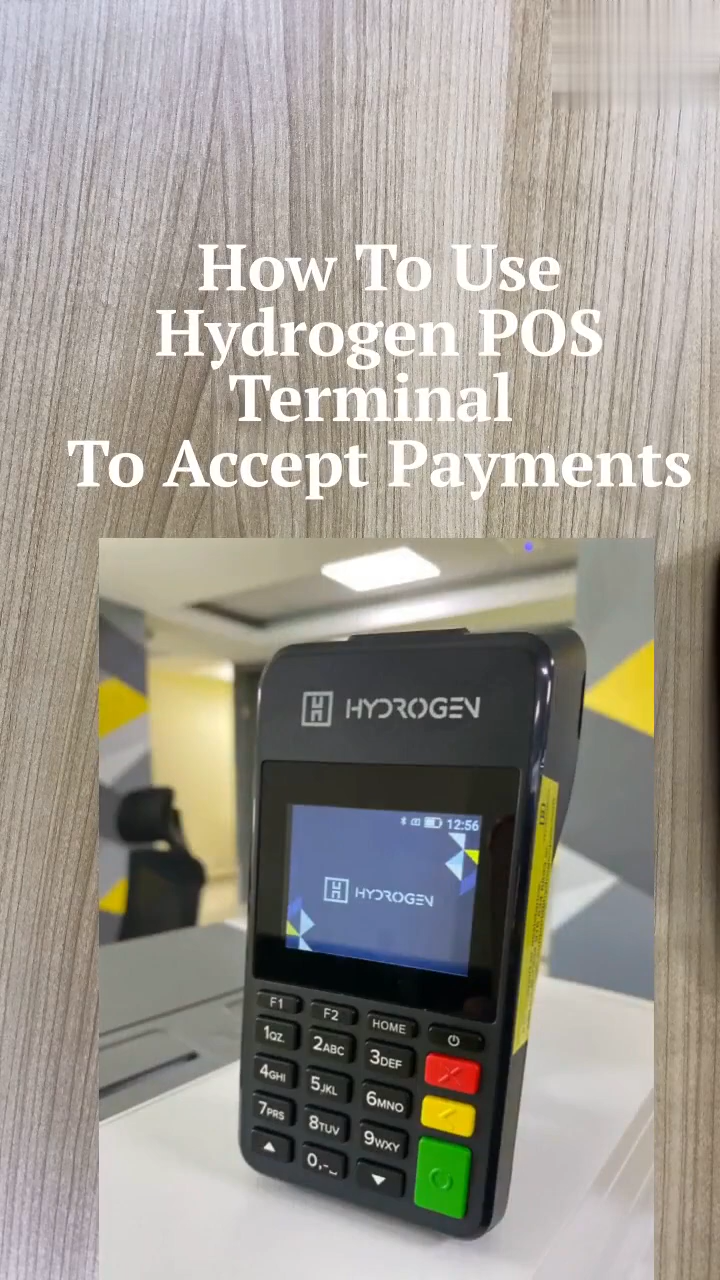 How To Use
Hydrogen POS
Terminal
To Accept Payments
HYDROGEN
12:56
HYDROGEN
F1
F2
HOME
1QZ.
2ABC
3DEF
4GHI
5JKL
6MNO
7PRS
8TUV
9WXY
0,-_